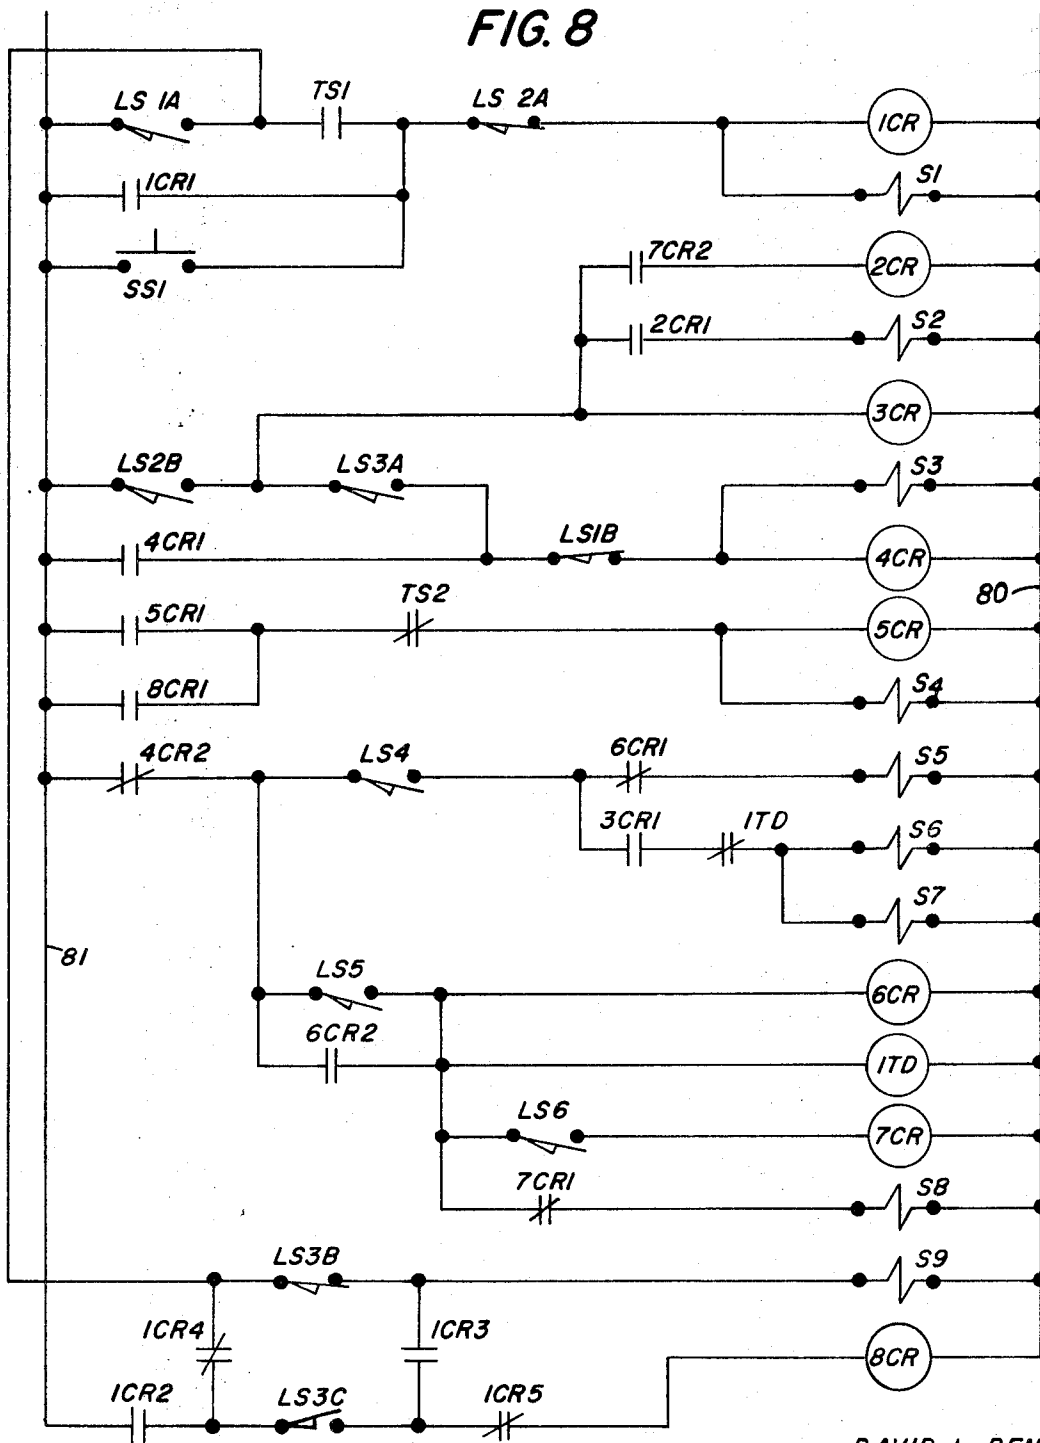 FIG. 8
LS 1A TS1 LS 2A 1CR
1CR1 S1
SS1 7CR2 2CR
2CR1 S2
3CR
LS2B LS3A S3
4CR1 LS1B 4CR
80
5CR1 TS2 5CR
8CR1 S4
4CR2 LS4 6CR1 S5
3CR1 1TD S6
S7
81
LS5 6CR
6CR2 1TD
LS6 7CR
7CR1 S8
LS3B S9
1CR4 1CR3 8CR
1CR2 LS3C 1CR5